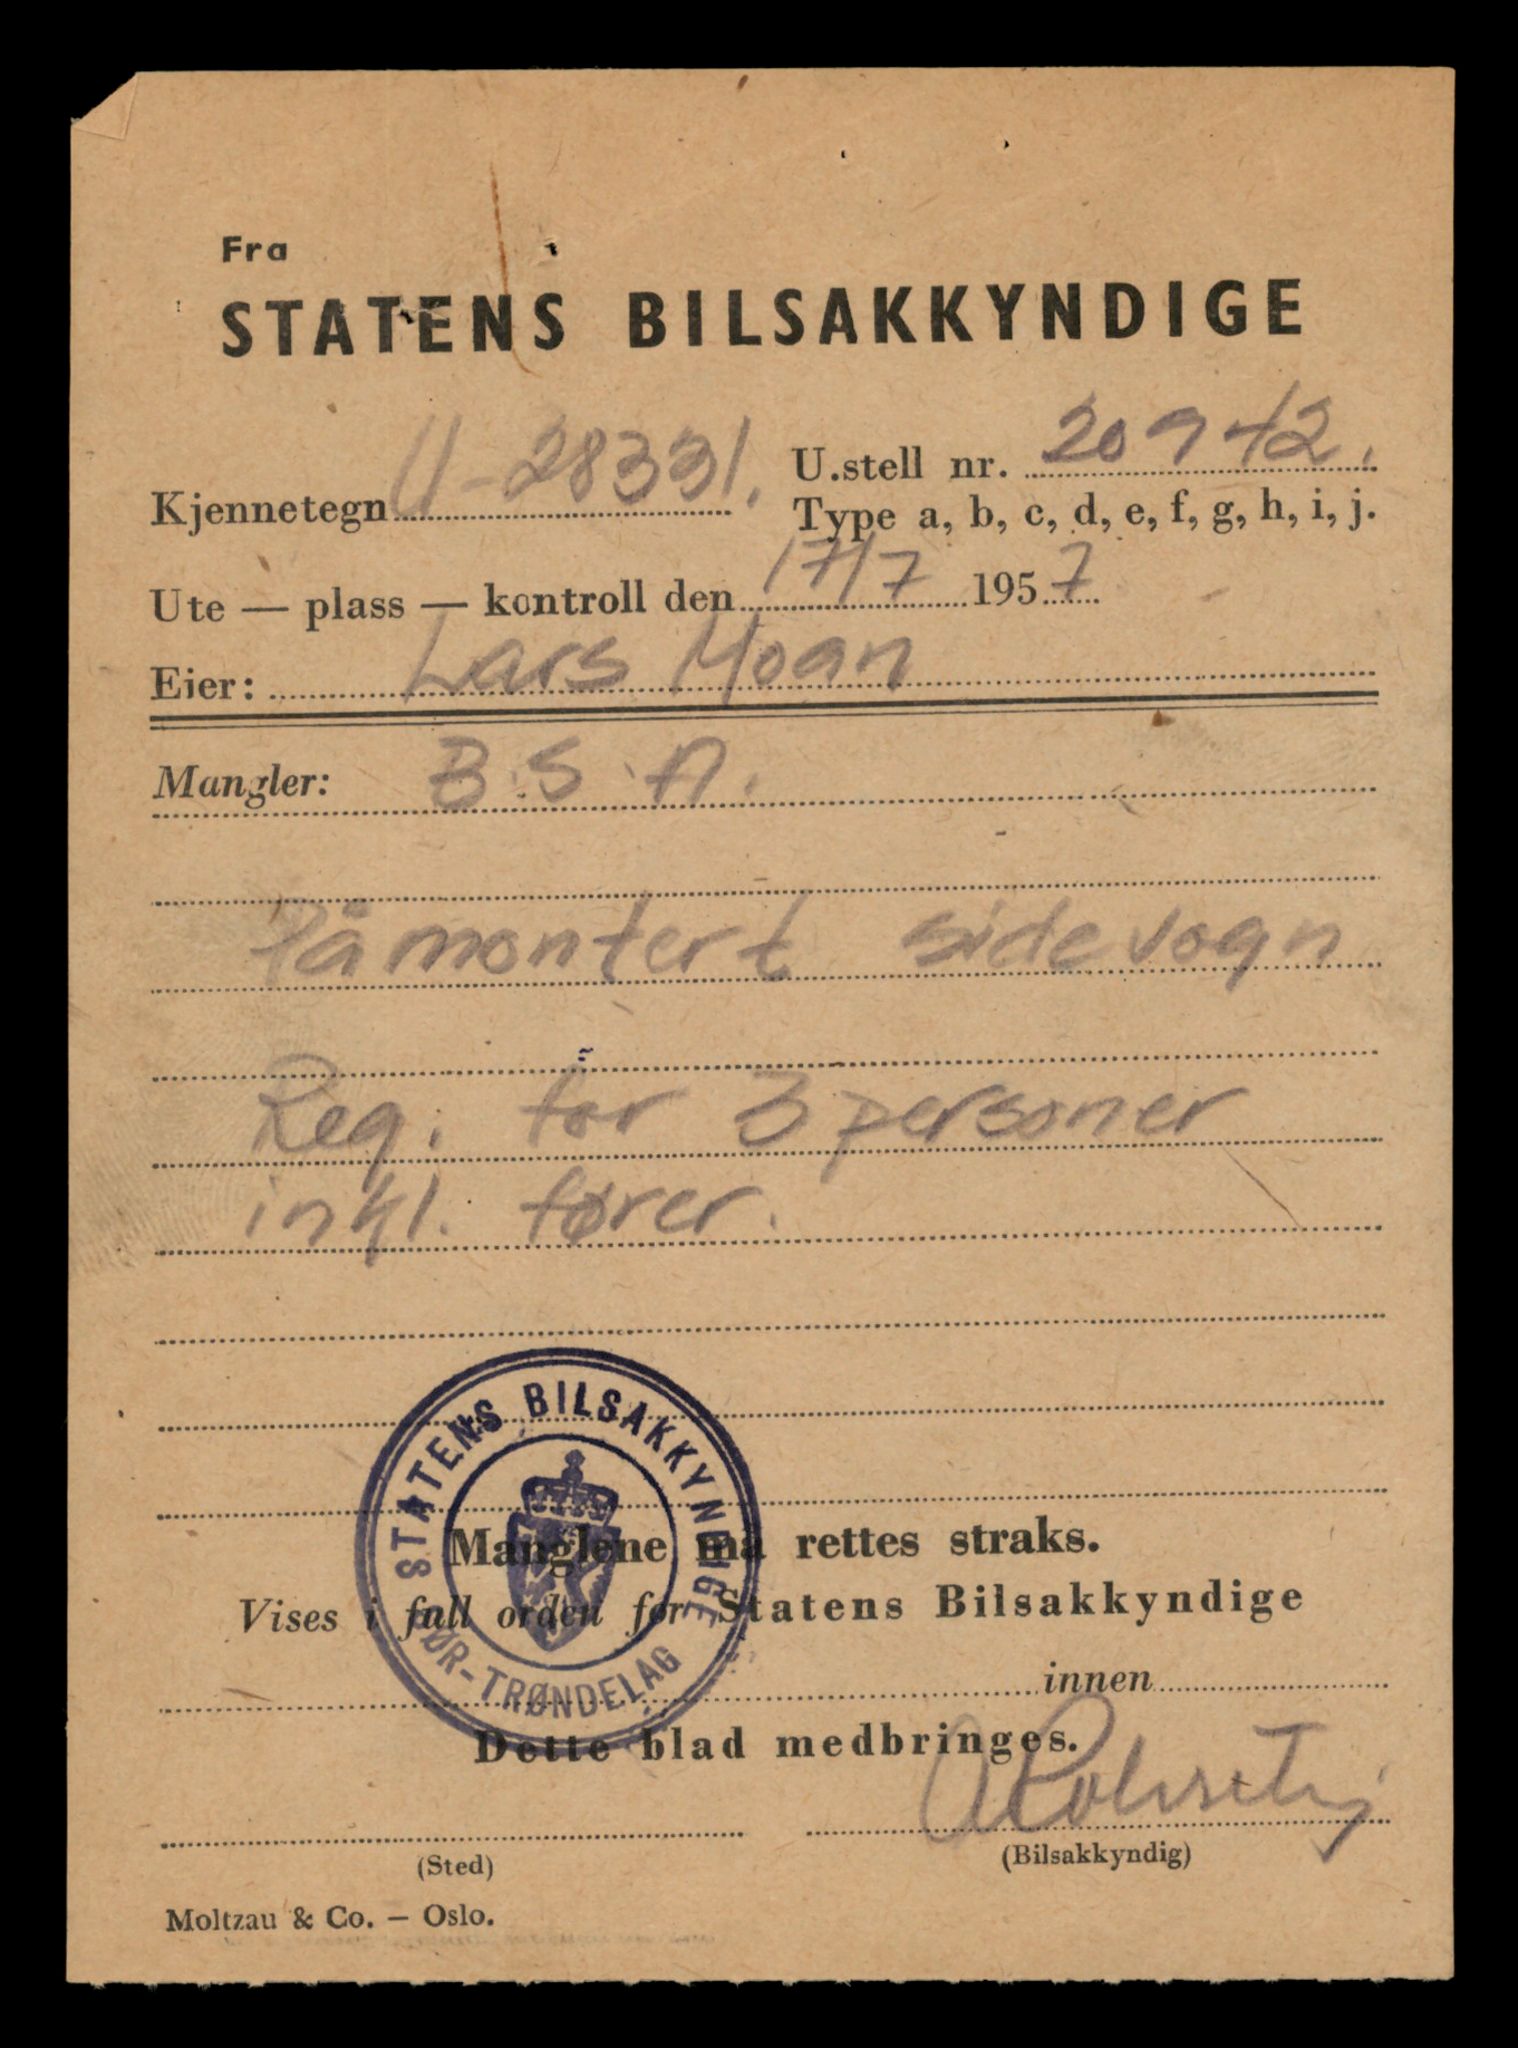 Fra
STATENS BILSAKKYNDIGE
Kjennetegn U-28331. U.stell nr. 20942.
Type a, b, c, d, e, f, g, h, i, j.
Ute — plass — kontroll den 17/7 1957
Eier: Lars Moan
Mangler: B.S.A.
Påmontert sidevogn
Reg. for 3 personer
inkl. fører.
STATENS BILSAKKYNDIGE
SØR-TRØNDELAG
Manglene må rettes straks.
Vises i full orden for Statens Bilsakkyndige
innen
Dette blad medbringes.
(Sted) (Bilsakkyndig)
Moltzau & Co. – Oslo.